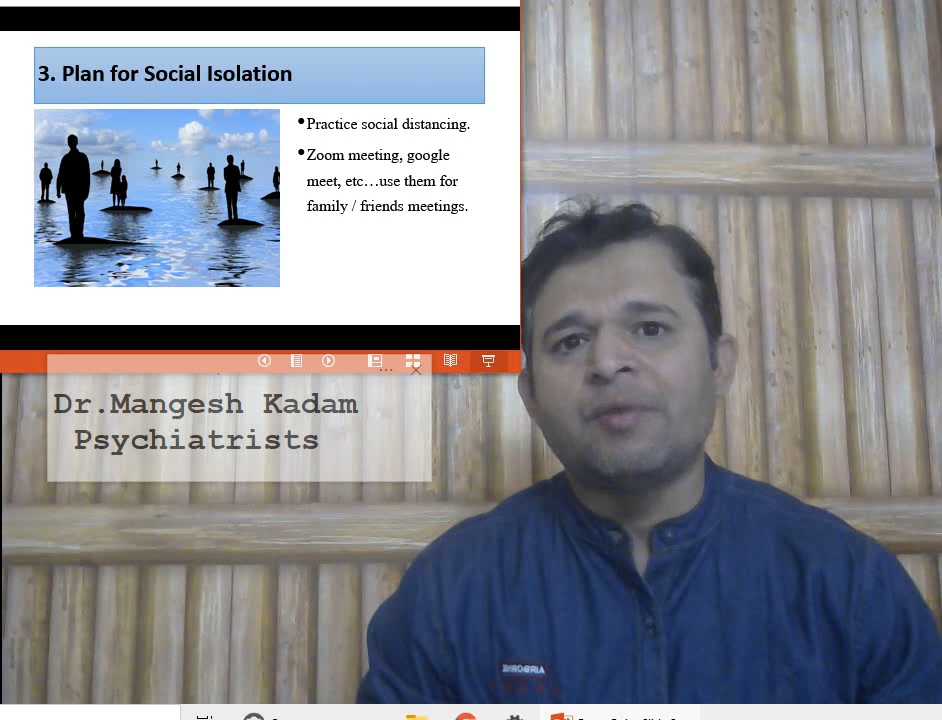 3. Plan for Social Isolation
•Practice social distancing.
•Zoom meeting, google
meet, etc…use them for
family / friends meetings.
Dr.Mangesh Kadam
Psychiatrists
AIRBORNE